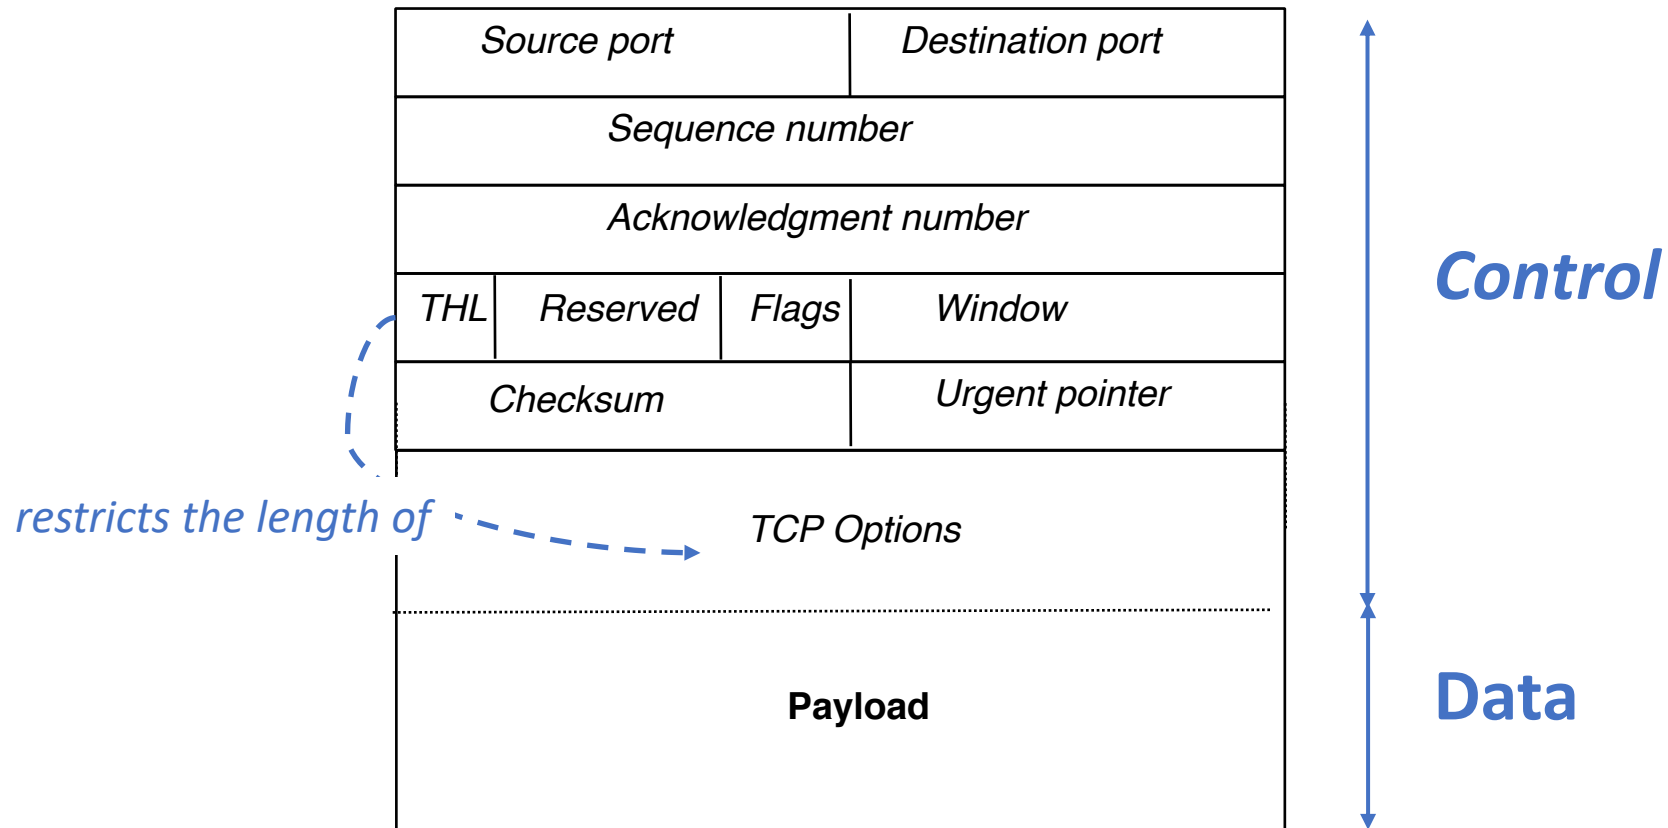 Source port
Destination port
Sequence number
Acknowledgment number
THL
Reserved
Flags
Window
Checksum
Urgent pointer
restricts the length of
TCP Options
Payload
Control
Data